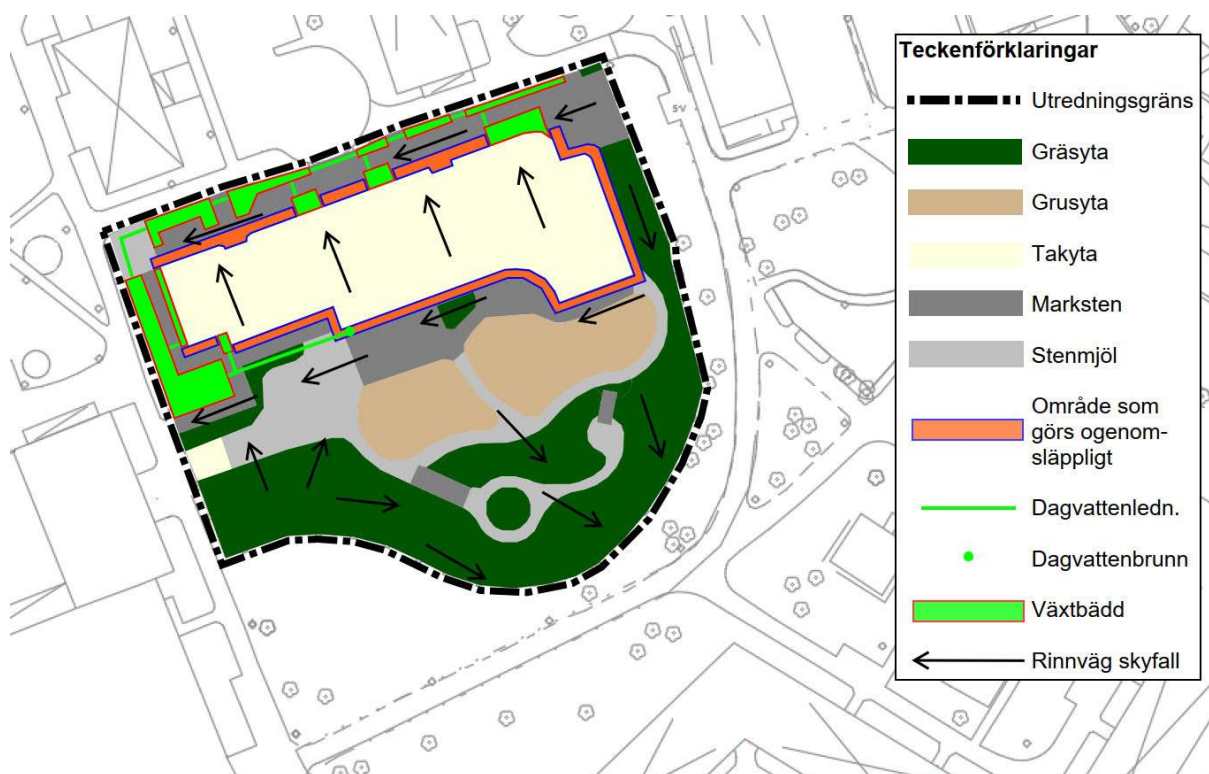 Teckenförklaringar
Utredningsgräns
Gräsyta
Grusyta
Takyta
Marksten
Stenmjöl
Område som
görs ogenom-
släppligt
Dagvattenledn.
Dagvattenbrunn
Växtbädd
Rinnväg skyfall